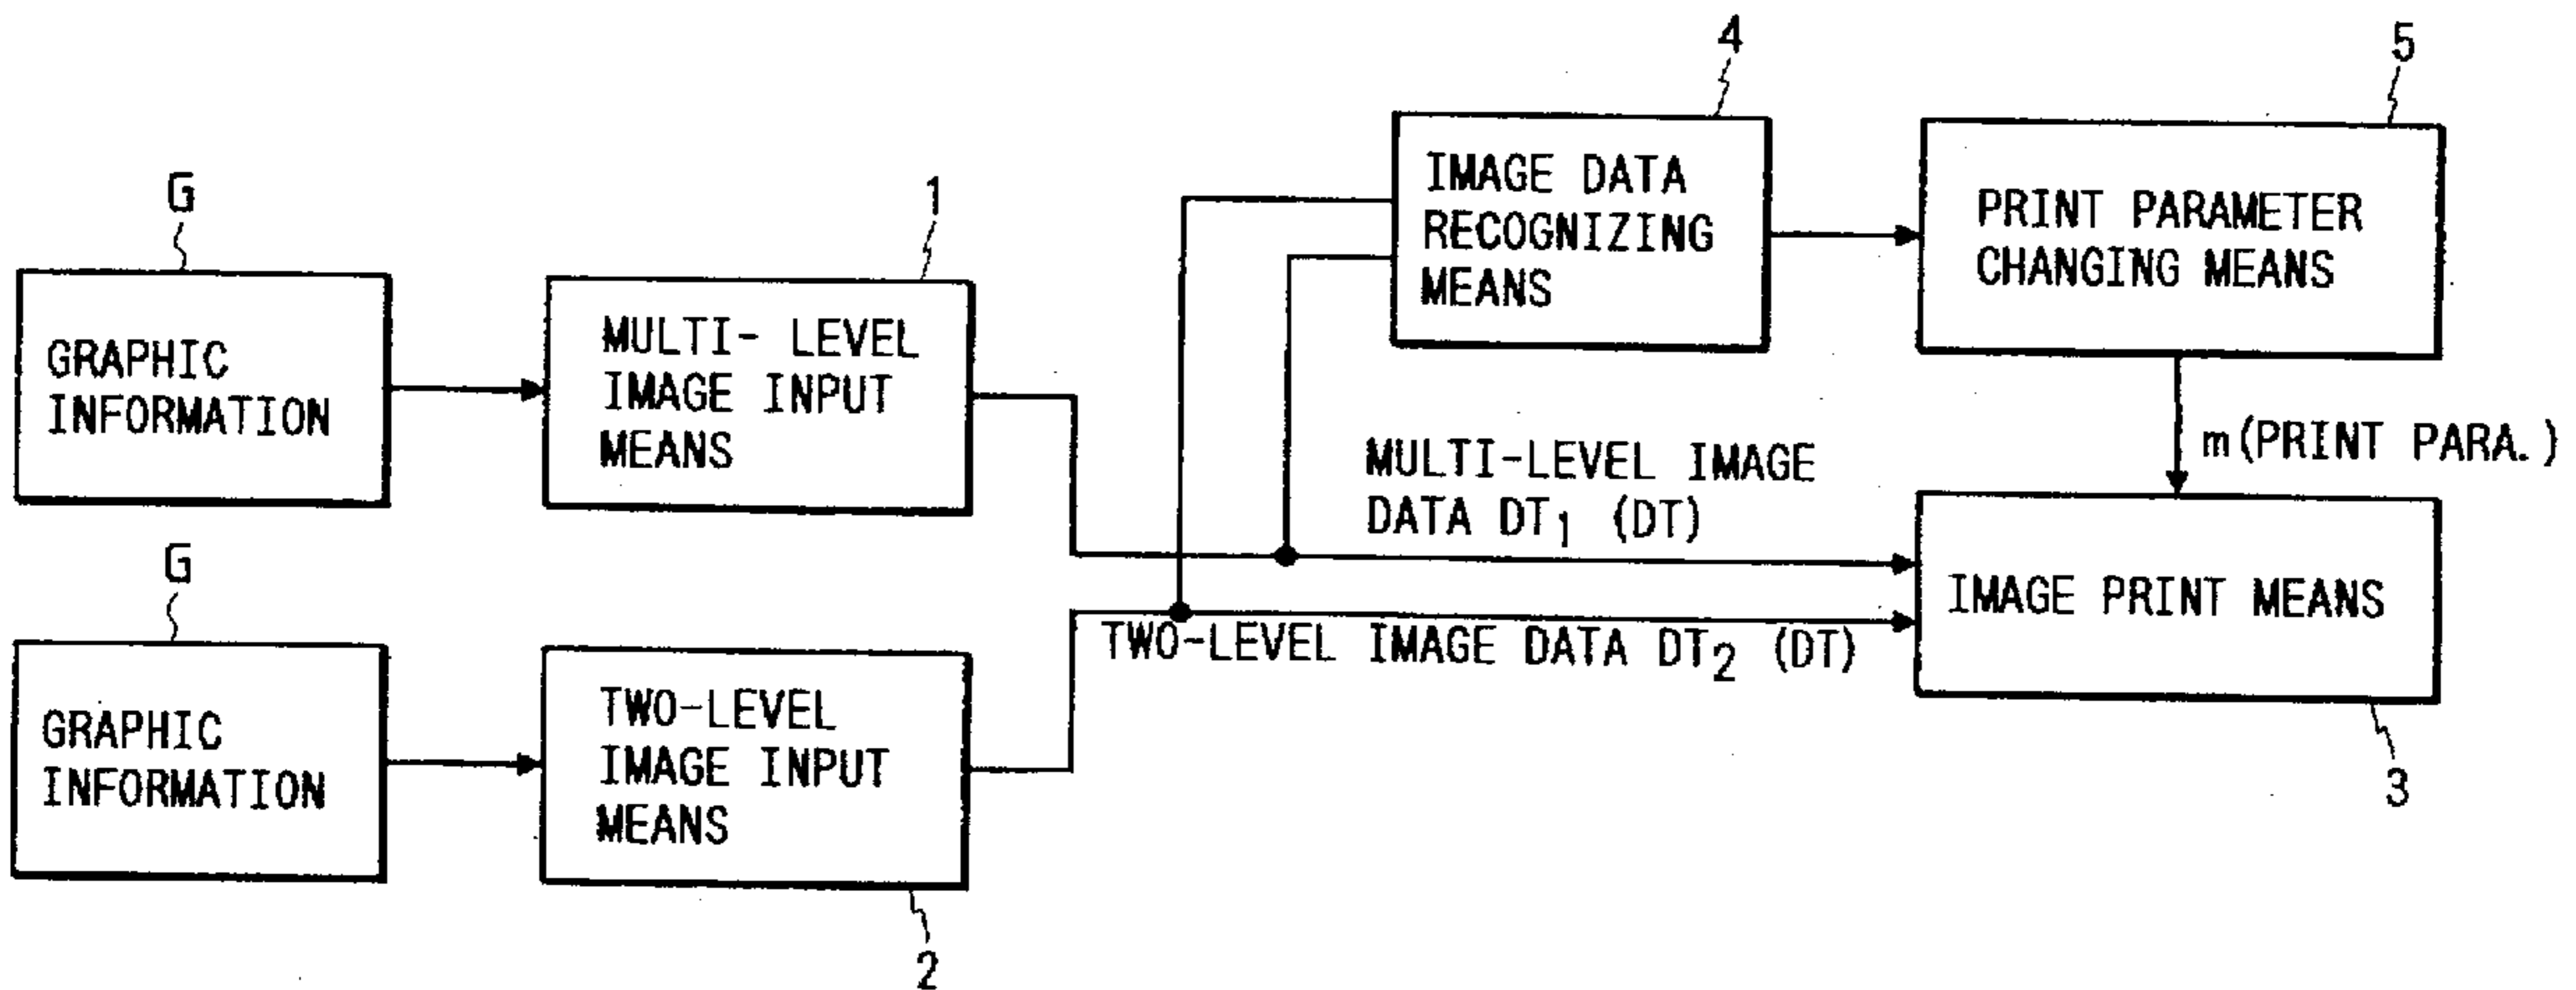 4
5
G
1
IMAGE DATA
RECOGNIZING
MEANS
PRINT PARAMETER
CHANGING MEANS
GRAPHIC
INFORMATION
MULTI- LEVEL
IMAGE INPUT
MEANS
m(PRINT PARA.)
MULTI-LEVEL IMAGE
DATA DT1 (DT)
G
IMAGE PRINT MEANS
TWO-LEVEL IMAGE DATA DT2 (DT)
GRAPHIC
INFORMATION
TWO-LEVEL
IMAGE INPUT
MEANS
3
2